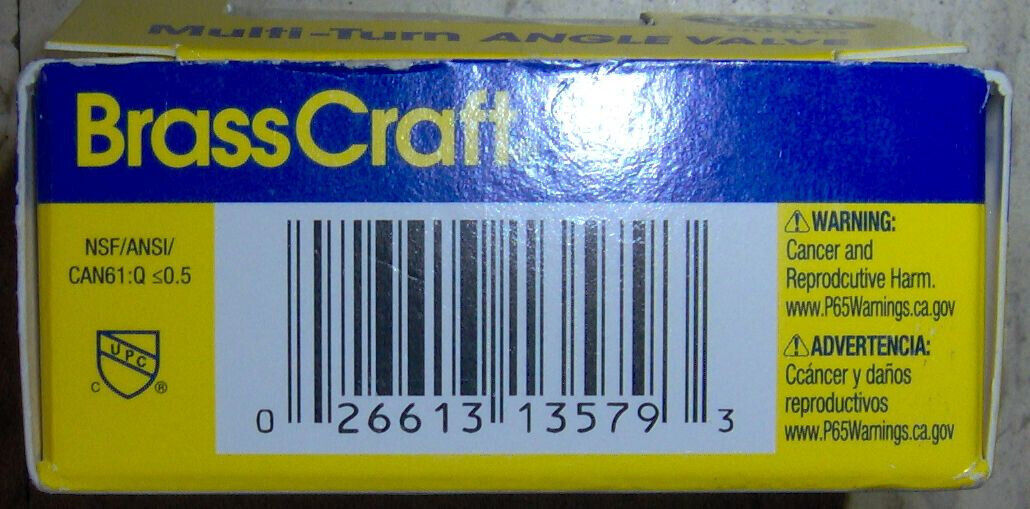 Multi-Turn ANGLE VALVE
BrassCraft
NSF/ANSI/
CAN61:Q ≤0.5
UPC
C ®
0 26613 13579 3
⚠ WARNING:
Cancer and
Reprodcutive Harm.
www.P65Warnings.ca.gov
⚠ ADVERTENCIA:
Ccáncer y daños
reproductivos
www.P65Warnings.ca.gov